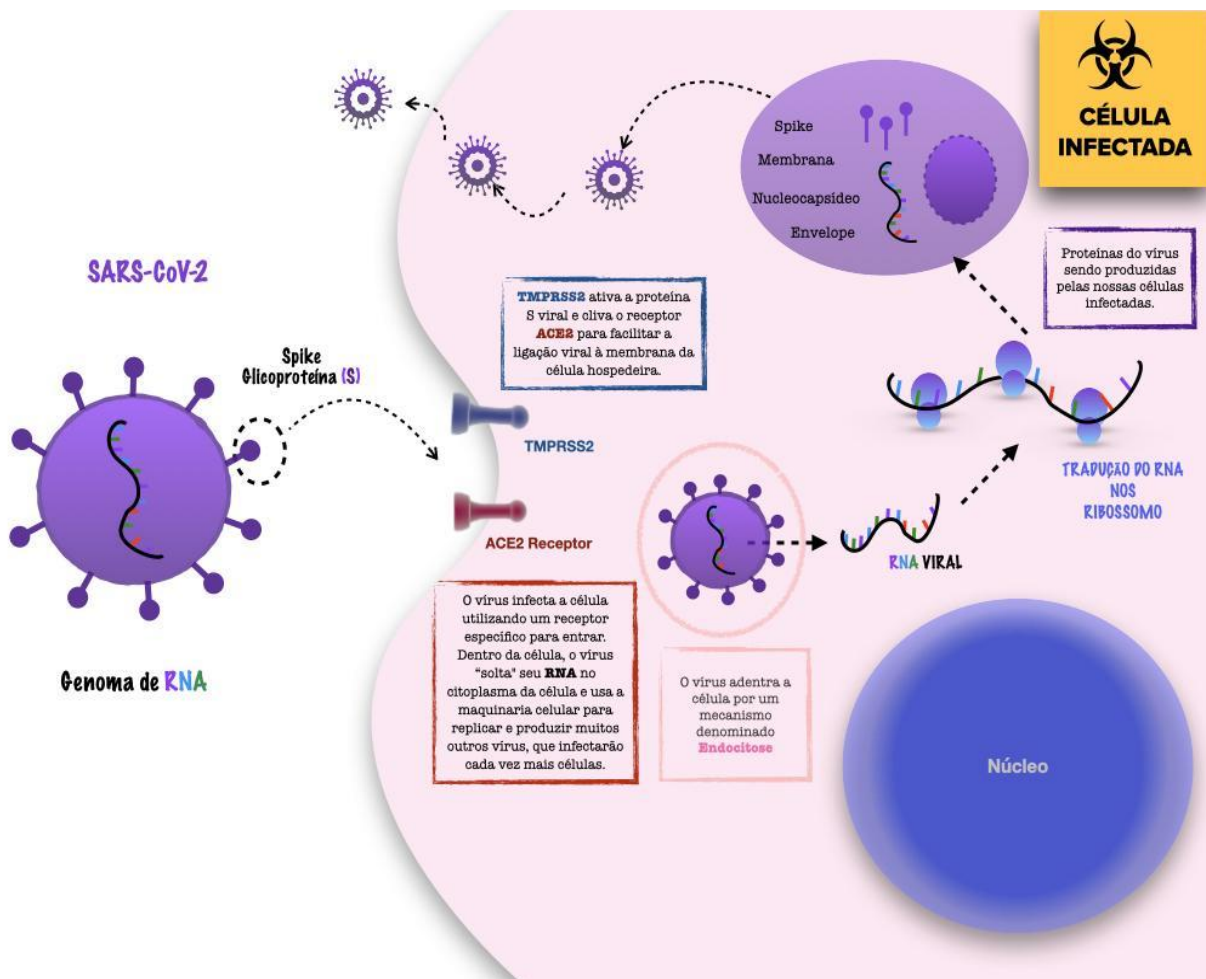 CÉLULA
INFECTADA
Spike
Membrana
Nucleocapsídeo
Envelope
Proteínas do vírus
sendo produzidas
pelas nossas células
infectadas.
SARS-CoV-2
TMPRSS2 ativa a proteína
S viral e cliva o receptor
ACE2 para facilitar a
ligação viral à membrana da
célula hospedeira.
Spike
Glicoproteína (S)
TMPRSS2
ACE2 Receptor
TRADUÇÃO DO RNA
NOS
RIBOSSOMO
RNA VIRAL
O vírus infecta a célula
utilizando um receptor
específico para entrar.
Dentro da célula, o vírus
"solta" seu RNA no
citoplasma da célula e usa a
maquinaria celular para
replicar e produzir muitos
outros vírus, que infectarão
cada vez mais células.
Genoma de RNA
O vírus adentra a
célula por um
mecanismo
denominado
Endocitose
Núcleo